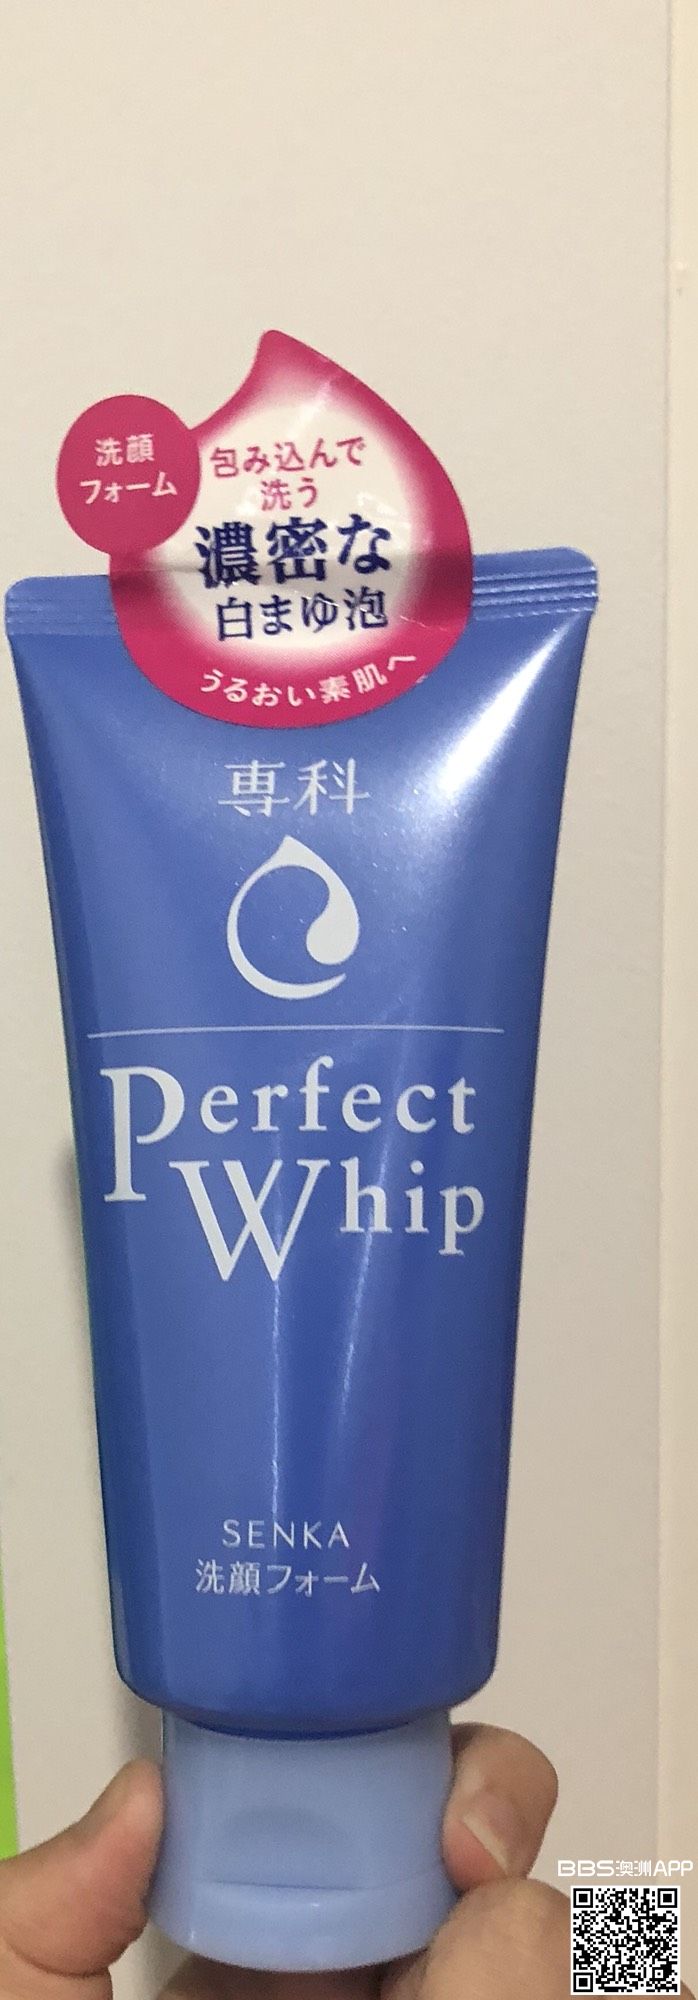 洗顔
フォーム
包み込んで
洗う
濃密な
白まゆ泡
うるおい素肌へ
専科
Perfect
Whip
SENKA
洗顔フォーム
BBS澳洲APP